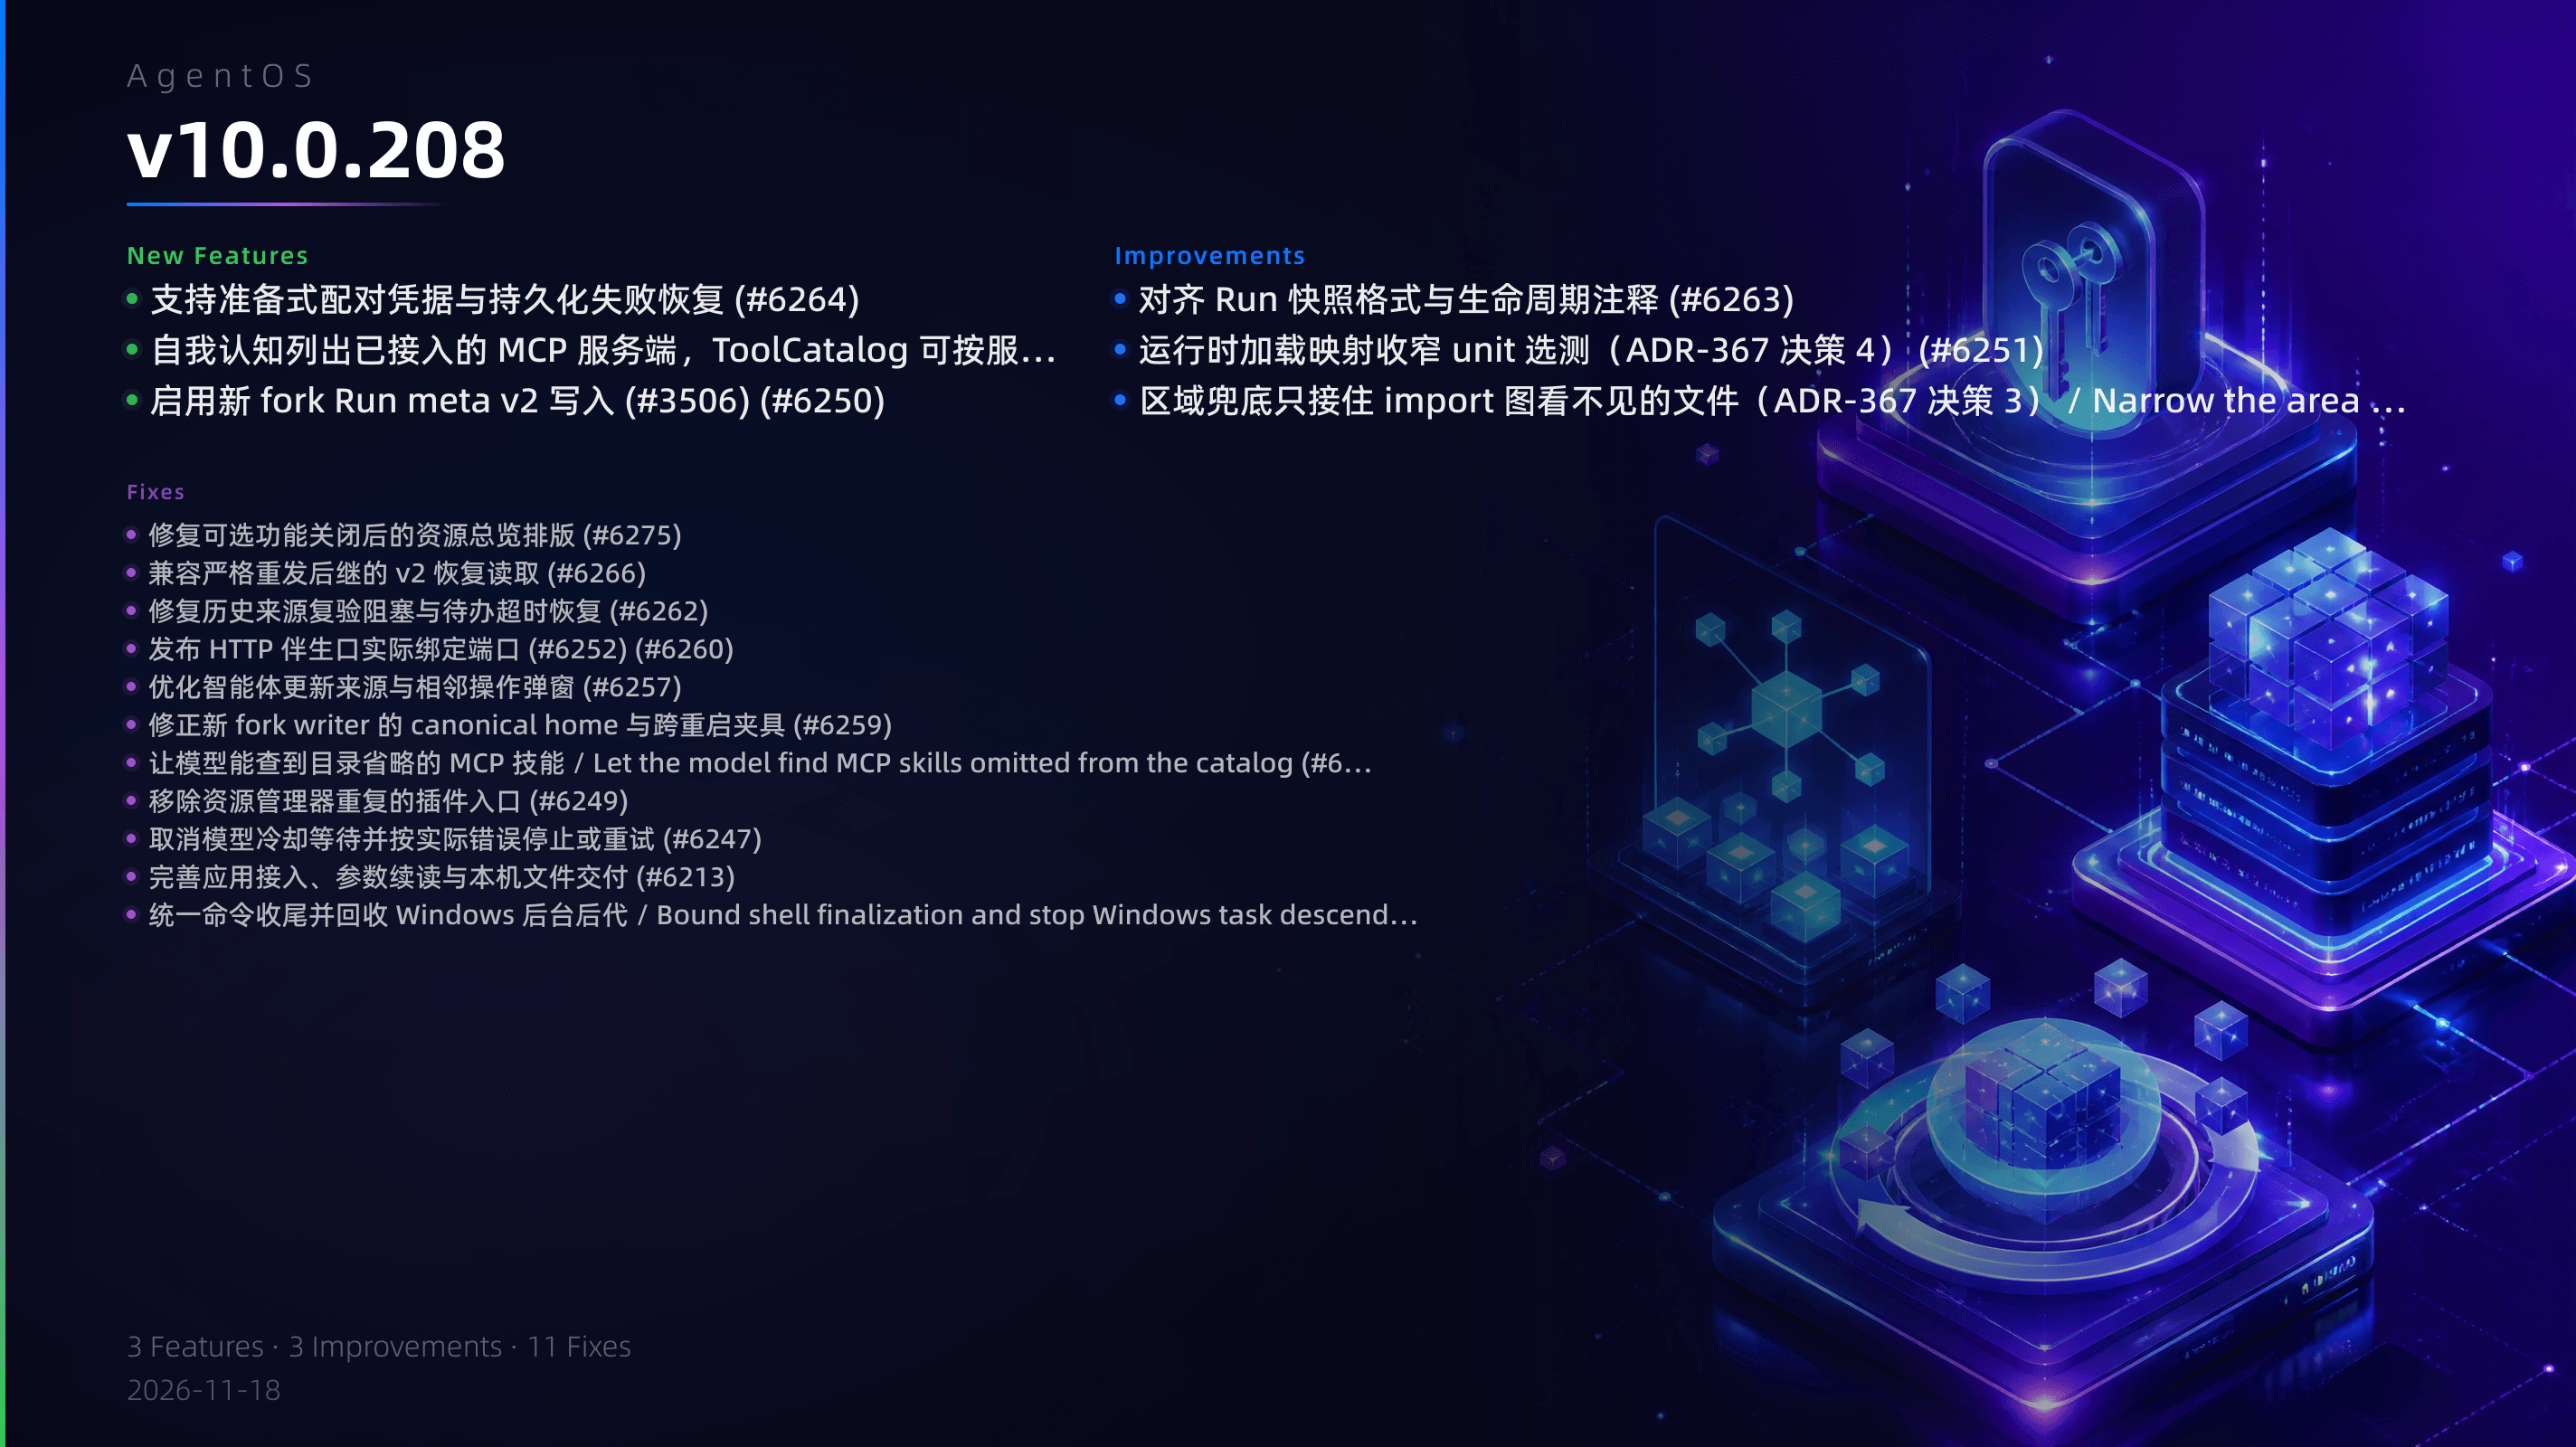 AgentOS
v10.0.208
New Features
支持准备式配对凭据与持久化失败恢复 (#6264)
自我认知列出已接入的 MCP 服务端，ToolCatalog 可按服...
启用新 fork Run meta v2 写入 (#3506) (#6250)
Improvements
对齐 Run 快照格式与生命周期注释 (#6263)
运行时加载映射收窄 unit 选测（ADR-367 决策 4） (#6251)
区域兜底只接住 import 图看不见的文件（ADR-367 决策 3） / Narrow the area ...
Fixes
修复可选功能关闭后的资源总览排版 (#6275)
兼容严格重发后继的 v2 恢复读取 (#6266)
修复历史来源复验阻塞与待办超时恢复 (#6262)
发布 HTTP 伴生口实际绑定端口 (#6252) (#6260)
优化智能体更新来源与相邻操作弹窗 (#6257)
修正新 fork writer 的 canonical home 与跨重启夹具 (#6259)
让模型能查到目录省略的 MCP 技能 / Let the model find MCP skills omitted from the catalog (#6...
移除资源管理器重复的插件入口 (#6249)
取消模型冷却等待并按实际错误停止或重试 (#6247)
完善应用接入、参数续读与本机文件交付 (#6213)
统一命令收尾并回收 Windows 后台后代 / Bound shell finalization and stop Windows task descend...
3 Features · 3 Improvements · 11 Fixes
2026-11-18